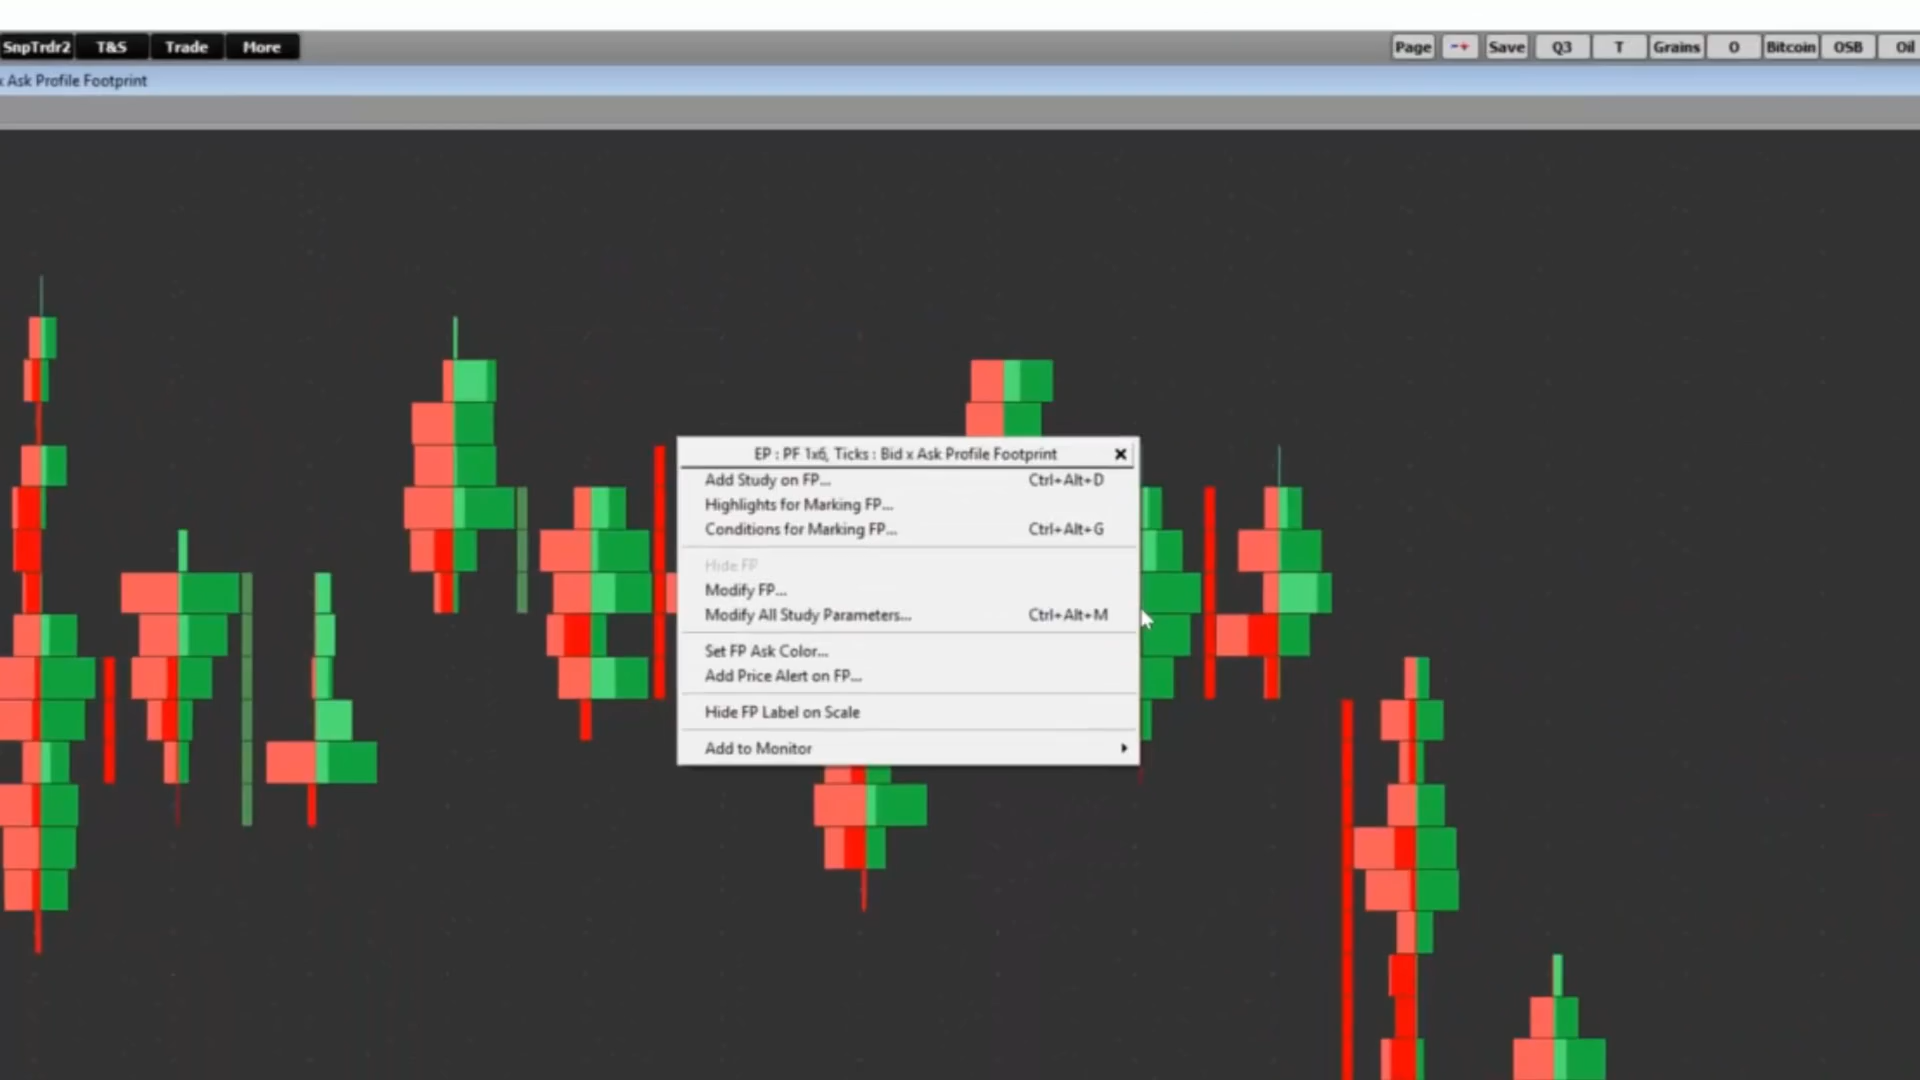 SnpTrdr2 T&S Trade More Page -+ Save Q3 T Grains O Bitcoin OSB Oil
x Ask Profile Footprint
EP : PF 1x6, Ticks : Bid x Ask Profile Footprint
Add Study on FP... Ctrl+Alt+D
Highlights for Marking FP...
Conditions for Marking FP... Ctrl+Alt+G
Hide FP
Modify FP...
Modify All Study Parameters... Ctrl+Alt+M
Set FP Ask Color...
Add Price Alert on FP...
Hide FP Label on Scale
Add to Monitor